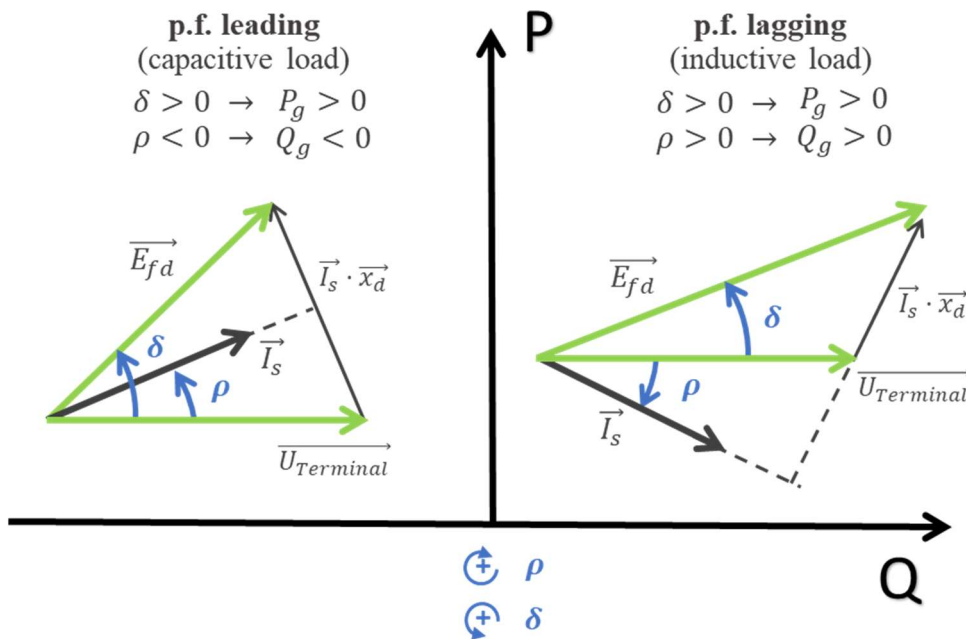 p.f. leading
(capacitive load)
δ > 0 → P_g > 0
ρ < 0 → Q_g < 0
P
p.f. lagging
(inductive load)
δ > 0 → P_g > 0
ρ > 0 → Q_g > 0
E_fd
I_s · x_d
δ
I_s
ρ
U_Terminal
E_fd
I_s · x_d
δ
ρ
U_Terminal
I_s
Q
+ ρ
+ δ